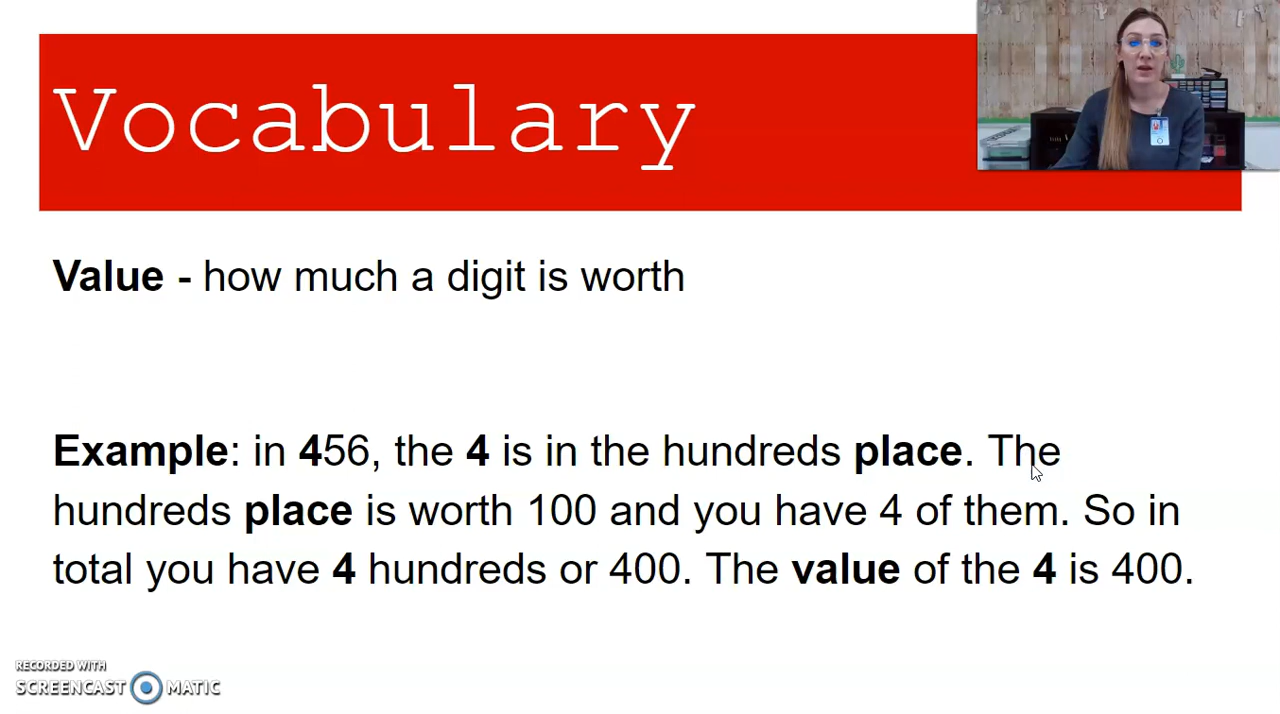 Vocabulary
Value - how much a digit is worth
Example: in 456, the 4 is in the hundreds place. The
hundreds place is worth 100 and you have 4 of them. So in
total you have 4 hundreds or 400. The value of the 4 is 400.
RECORDED WITH
SCREENCAST MATIC